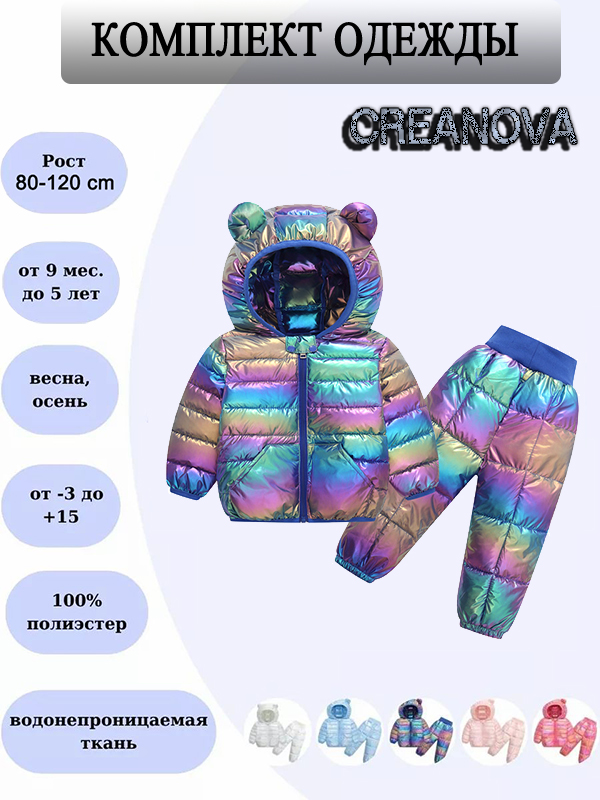 КОМПЛЕКТ ОДЕЖДЫ
CREANOVA
Рост
80-120 cm
от 9 мес.
до 5 лет
весна,
осень
от -3 до
+15
100%
полиэстер
водонепроницаемая
ткань